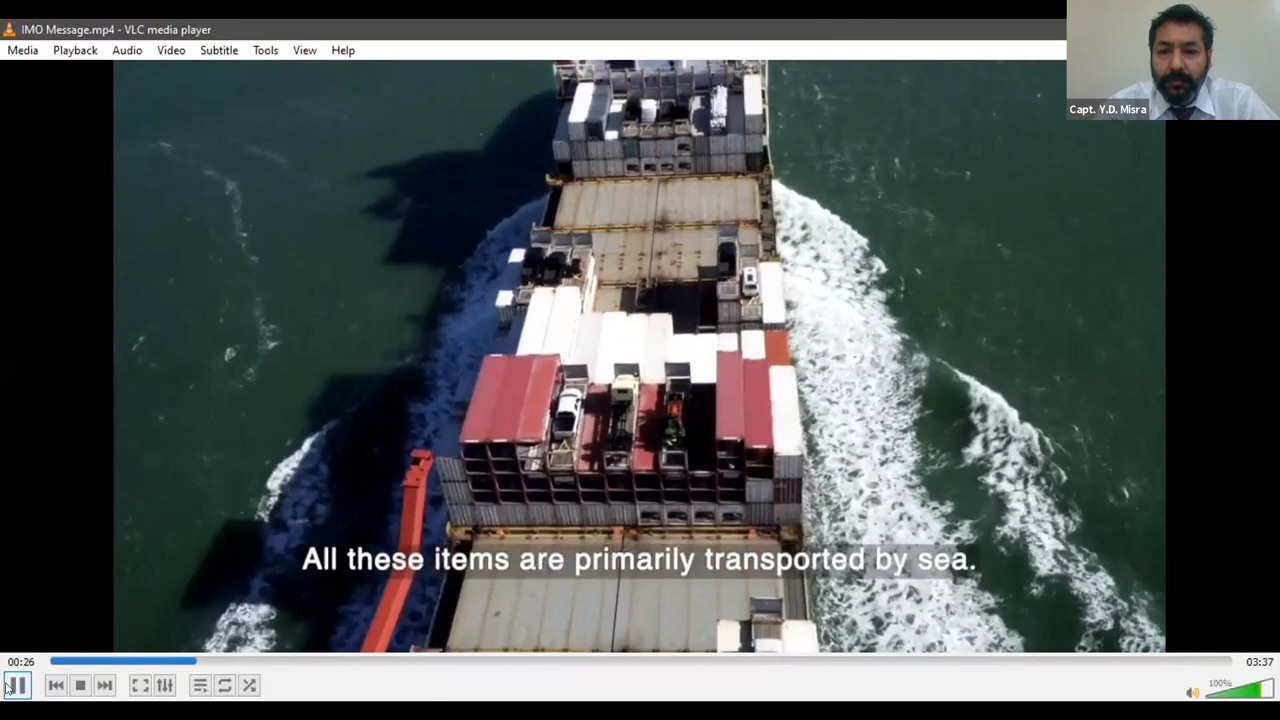 IMO Message.mp4 - VLC media player
Media Playback Audio Video Subtitle Tools View Help
Capt. Y.D. Misra
All these items are primarily transported by sea.
00:26
03:37
100%